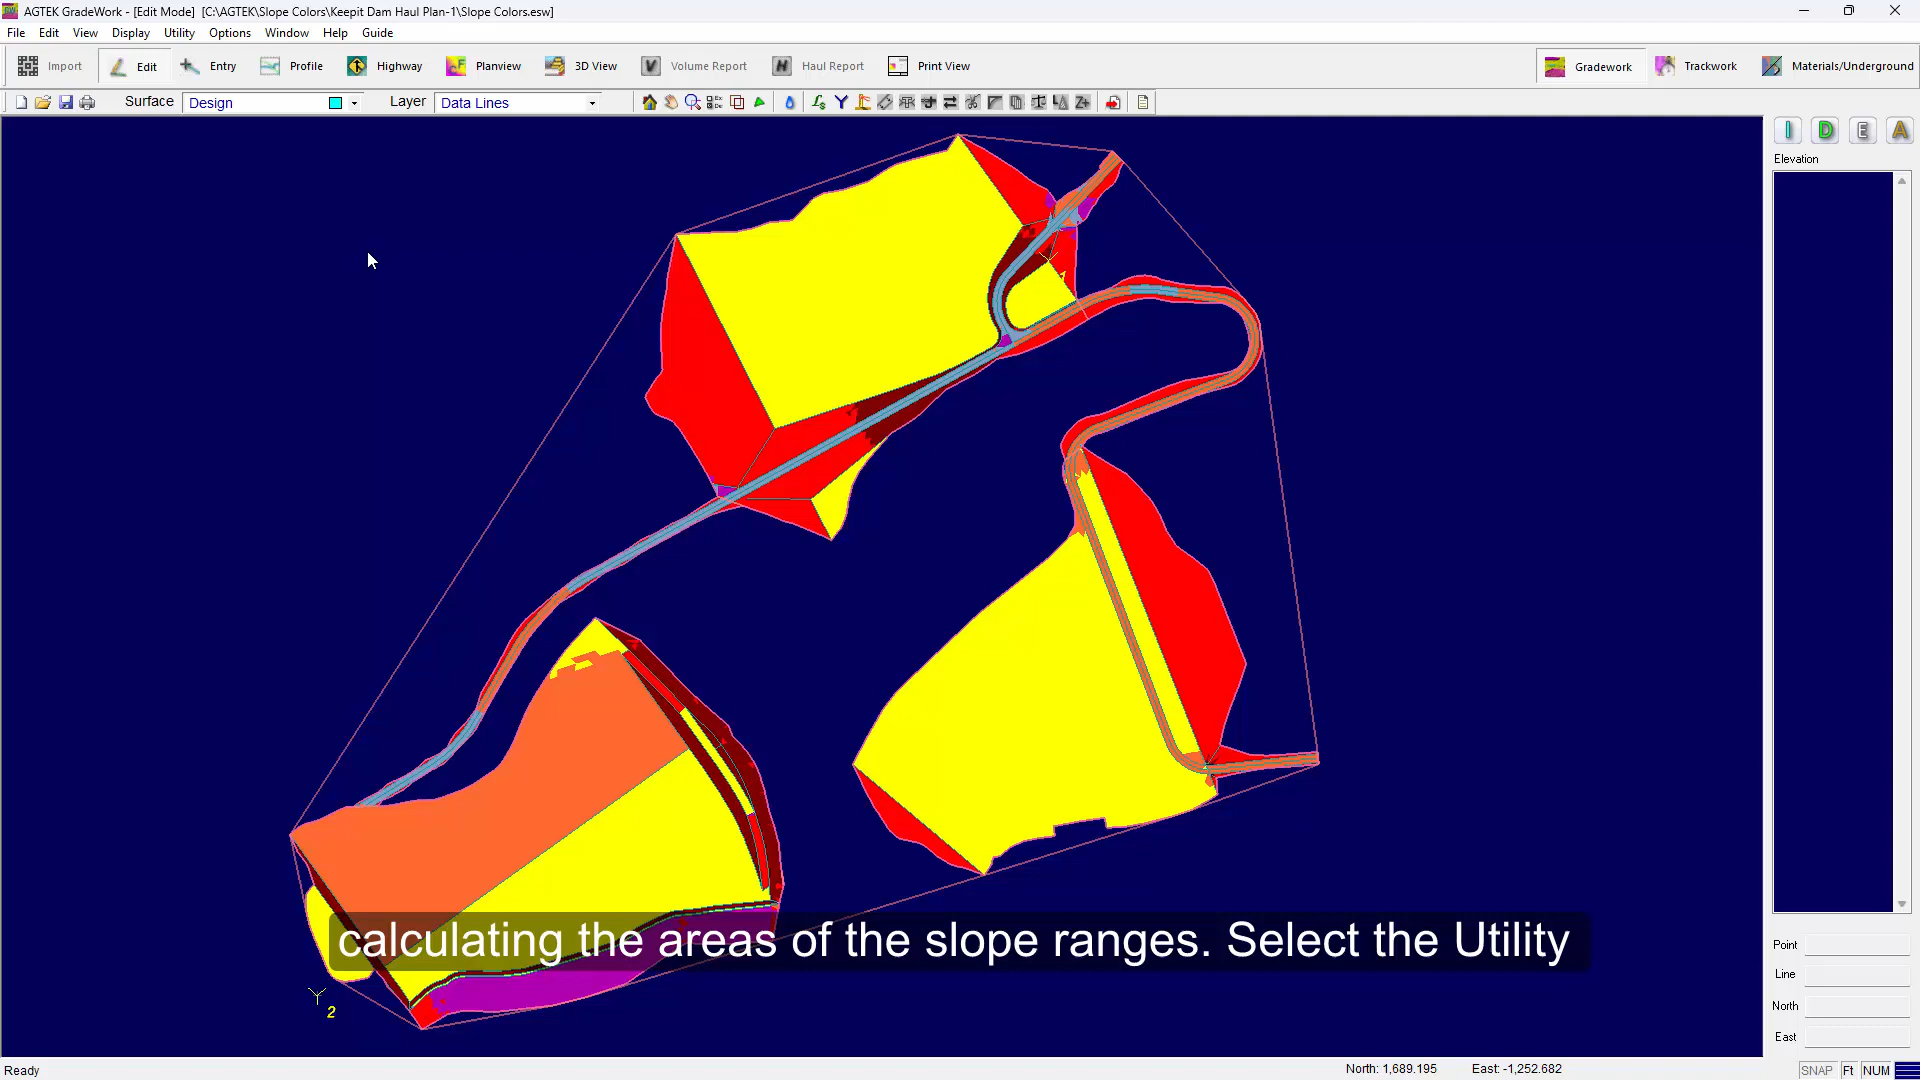 AGTEK GradeWork - [Edit Mode]  [C:\AGTEK\Slope Colors\Keepit Dam Haul Plan-1\Slope Colors.esw]
File Edit View Display Utility Options Window Help Guide
Import Edit Entry Profile Highway Planview 3D View Volume Report Haul Report Print View Gradework Trackwork Materials/Underground
Surface Design Layer Data Lines
I D E A
Elevation
calculating the areas of the slope ranges. Select the Utility
Point
Line
North
East
2
Ready North: 1,689.195 East: -1,252.682 SNAP Ft NUM